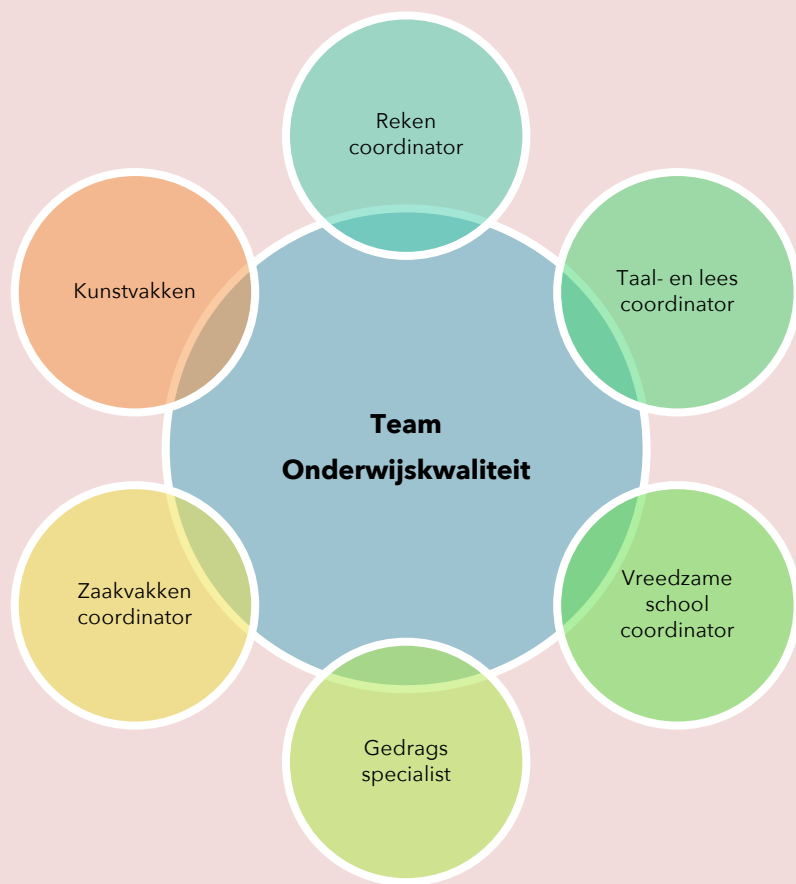 Reken
coordinator
Taal- en lees
coordinator
Vreedzame
school
coordinator
Gedrags
specialist
Zaakvakken
coordinator
Kunstvakken
Team
Onderwijskwaliteit